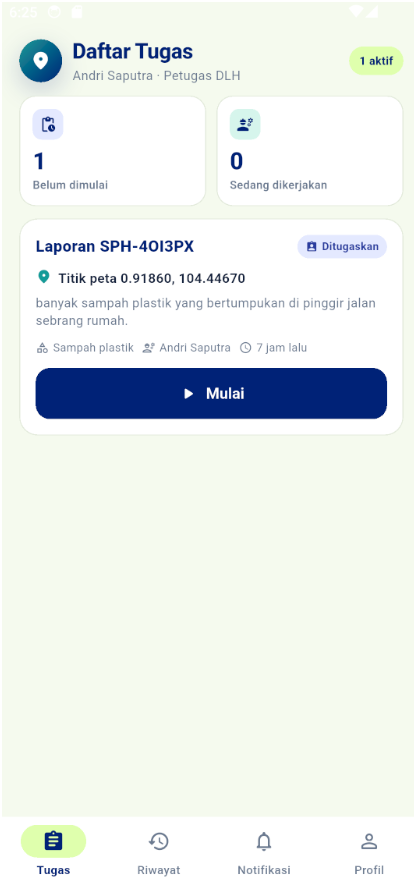 6:25
Daftar Tugas
Andri Saputra · Petugas DLH
1 aktif
1
Belum dimulai
0
Sedang dikerjakan
Laporan SPH-4OI3PX
Ditugaskan
Titik peta 0.91860, 104.44670
banyak sampah plastik yang bertumpukan di pinggir jalan
sebrang rumah.
Sampah plastik
Andri Saputra
7 jam lalu
Mulai
Tugas
Riwayat
Notifikasi
Profil